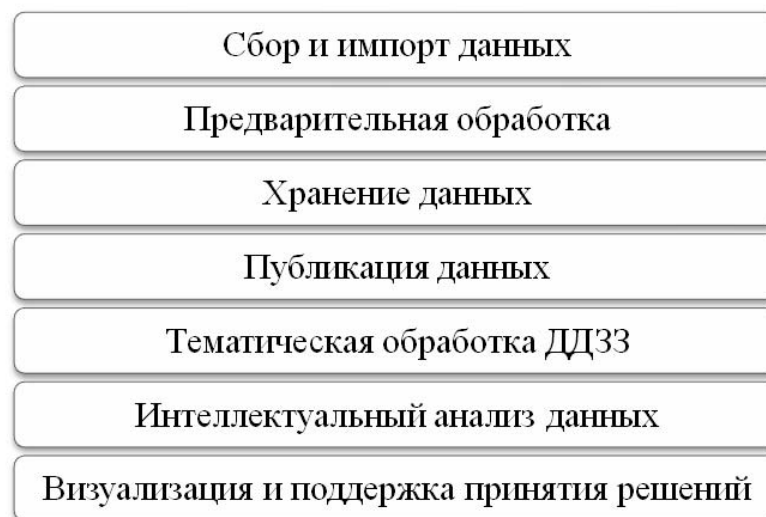 Сбор и импорт данных
Предварительная обработка
Хранение данных
Публикация данных
Тематическая обработка ДДЗЗ
Интеллектуальный анализ данных
Визуализация и поддержка принятия решений